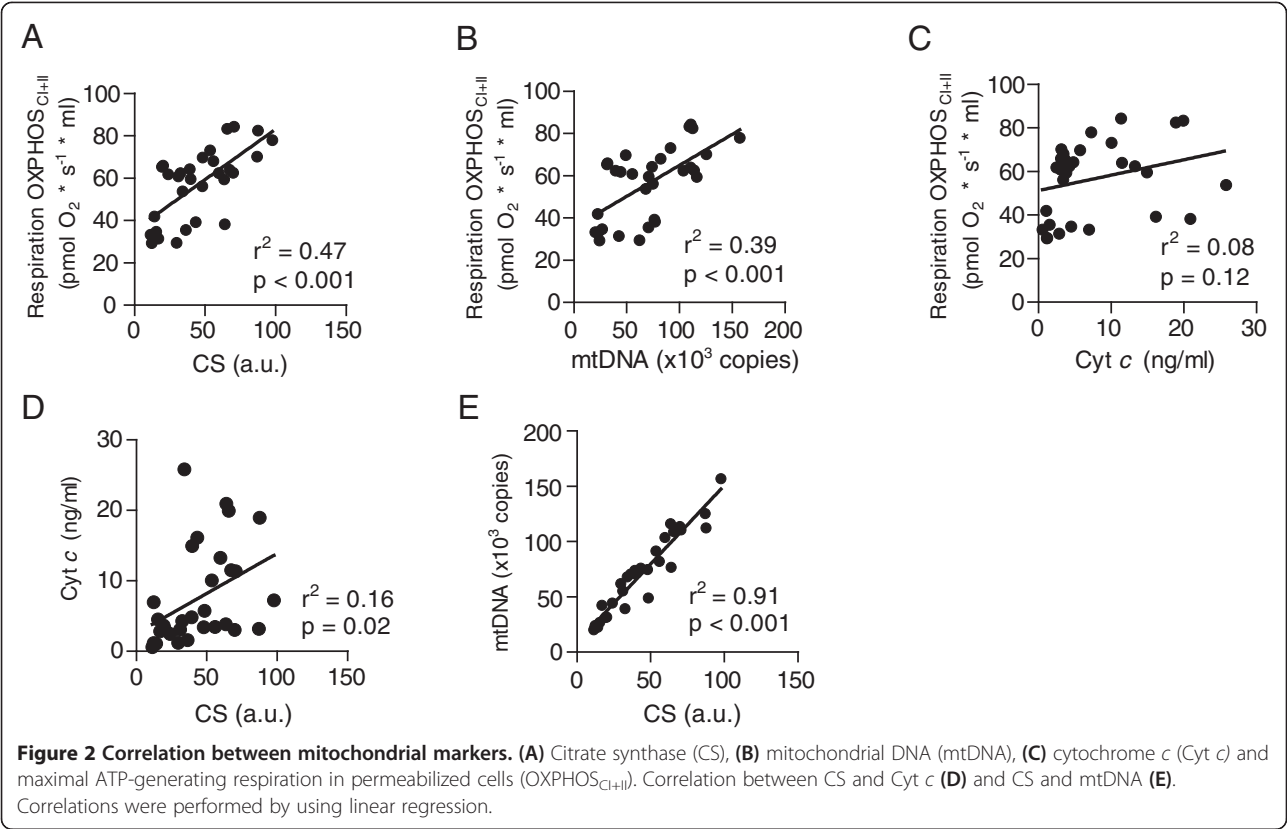 A
Respiration OXPHOS_CI+II
(pmol O₂ * s⁻¹ * ml)
100
80
60
40
20
0
0 50 100 150
CS (a.u.)
r² = 0.47
p < 0.001
B
Respiration OXPHOS_CI+II
(pmol O₂ * s⁻¹ * ml)
100
80
60
40
20
0
0 50 100 200
mtDNA (x10³ copies)
r² = 0.39
p < 0.001
C
Respiration OXPHOS_CI+II
(pmol O₂ * s⁻¹ * ml)
100
80
60
40
20
0
0 10 20 30
Cyt c (ng/ml)
r² = 0.08
p = 0.12
D
Cyt c (ng/ml)
30
20
10
0
0 50 100 150
CS (a.u.)
r² = 0.16
p = 0.02
E
mtDNA (x10³ copies)
200
150
100
50
0
0 50 100 150
CS (a.u.)
r² = 0.91
p < 0.001
Figure 2 Correlation between mitochondrial markers. (A) Citrate synthase (CS), (B) mitochondrial DNA (mtDNA), (C) cytochrome c (Cyt c) and
maximal ATP-generating respiration in permeabilized cells (OXPHOS_CI+II). Correlation between CS and Cyt c (D) and CS and mtDNA (E).
Correlations were performed by using linear regression.